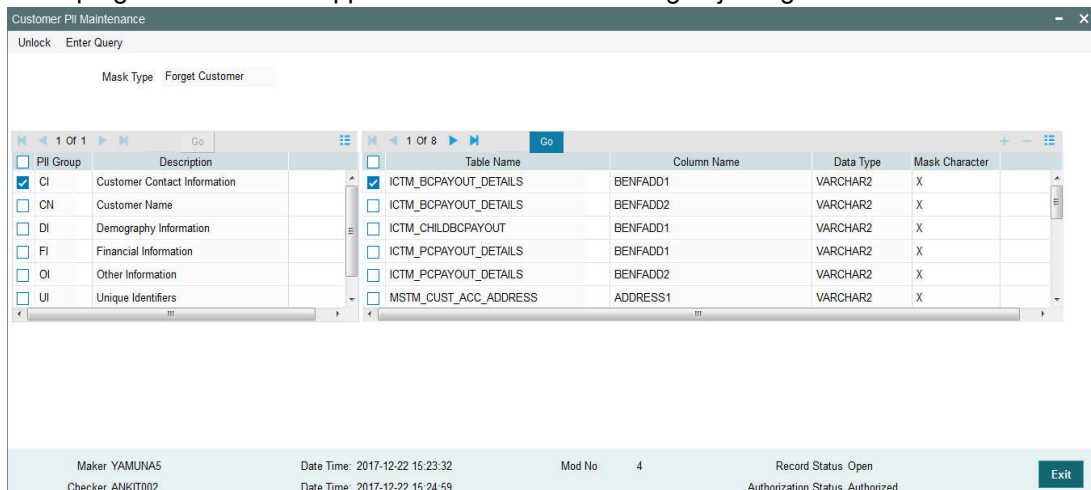 Customer PII Maintenance
Unlock Enter Query
Mask Type Forget Customer
1 Of 1 Go
1 Of 8 Go
PII Group Description
Table Name Column Name Data Type Mask Character
CI Customer Contact Information
ICTM_BCPAYOUT_DETAILS BENFADD1 VARCHAR2 X
CN Customer Name
ICTM_BCPAYOUT_DETAILS BENFADD2 VARCHAR2 X
DI Demography Information
ICTM_CHILDBCPAYOUT BENFADD1 VARCHAR2 X
FI Financial Information
ICTM_PCPAYOUT_DETAILS BENFADD1 VARCHAR2 X
OI Other Information
ICTM_PCPAYOUT_DETAILS BENFADD2 VARCHAR2 X
UI Unique Identifiers
MSTM_CUST_ACC_ADDRESS ADDRESS1 VARCHAR2 X
Maker YAMUNA5 Date Time: 2017-12-22 15:23:32 Mod No 4 Record Status Open
Exit
Checker ANKIT002 Date Time: 2017-12-22 15:24:59 Authorization Status Authorized